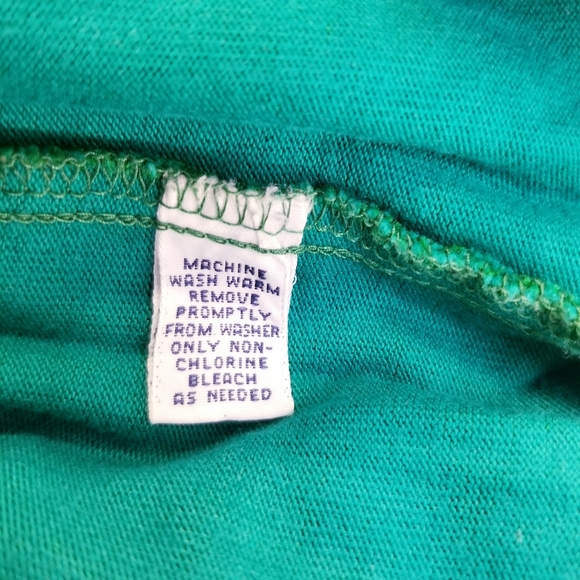 MACHINE
WASH WARM
REMOVE
PROMPTLY
FROM WASHER
ONLY NON-
CHLORINE
BLEACH
AS NEEDED